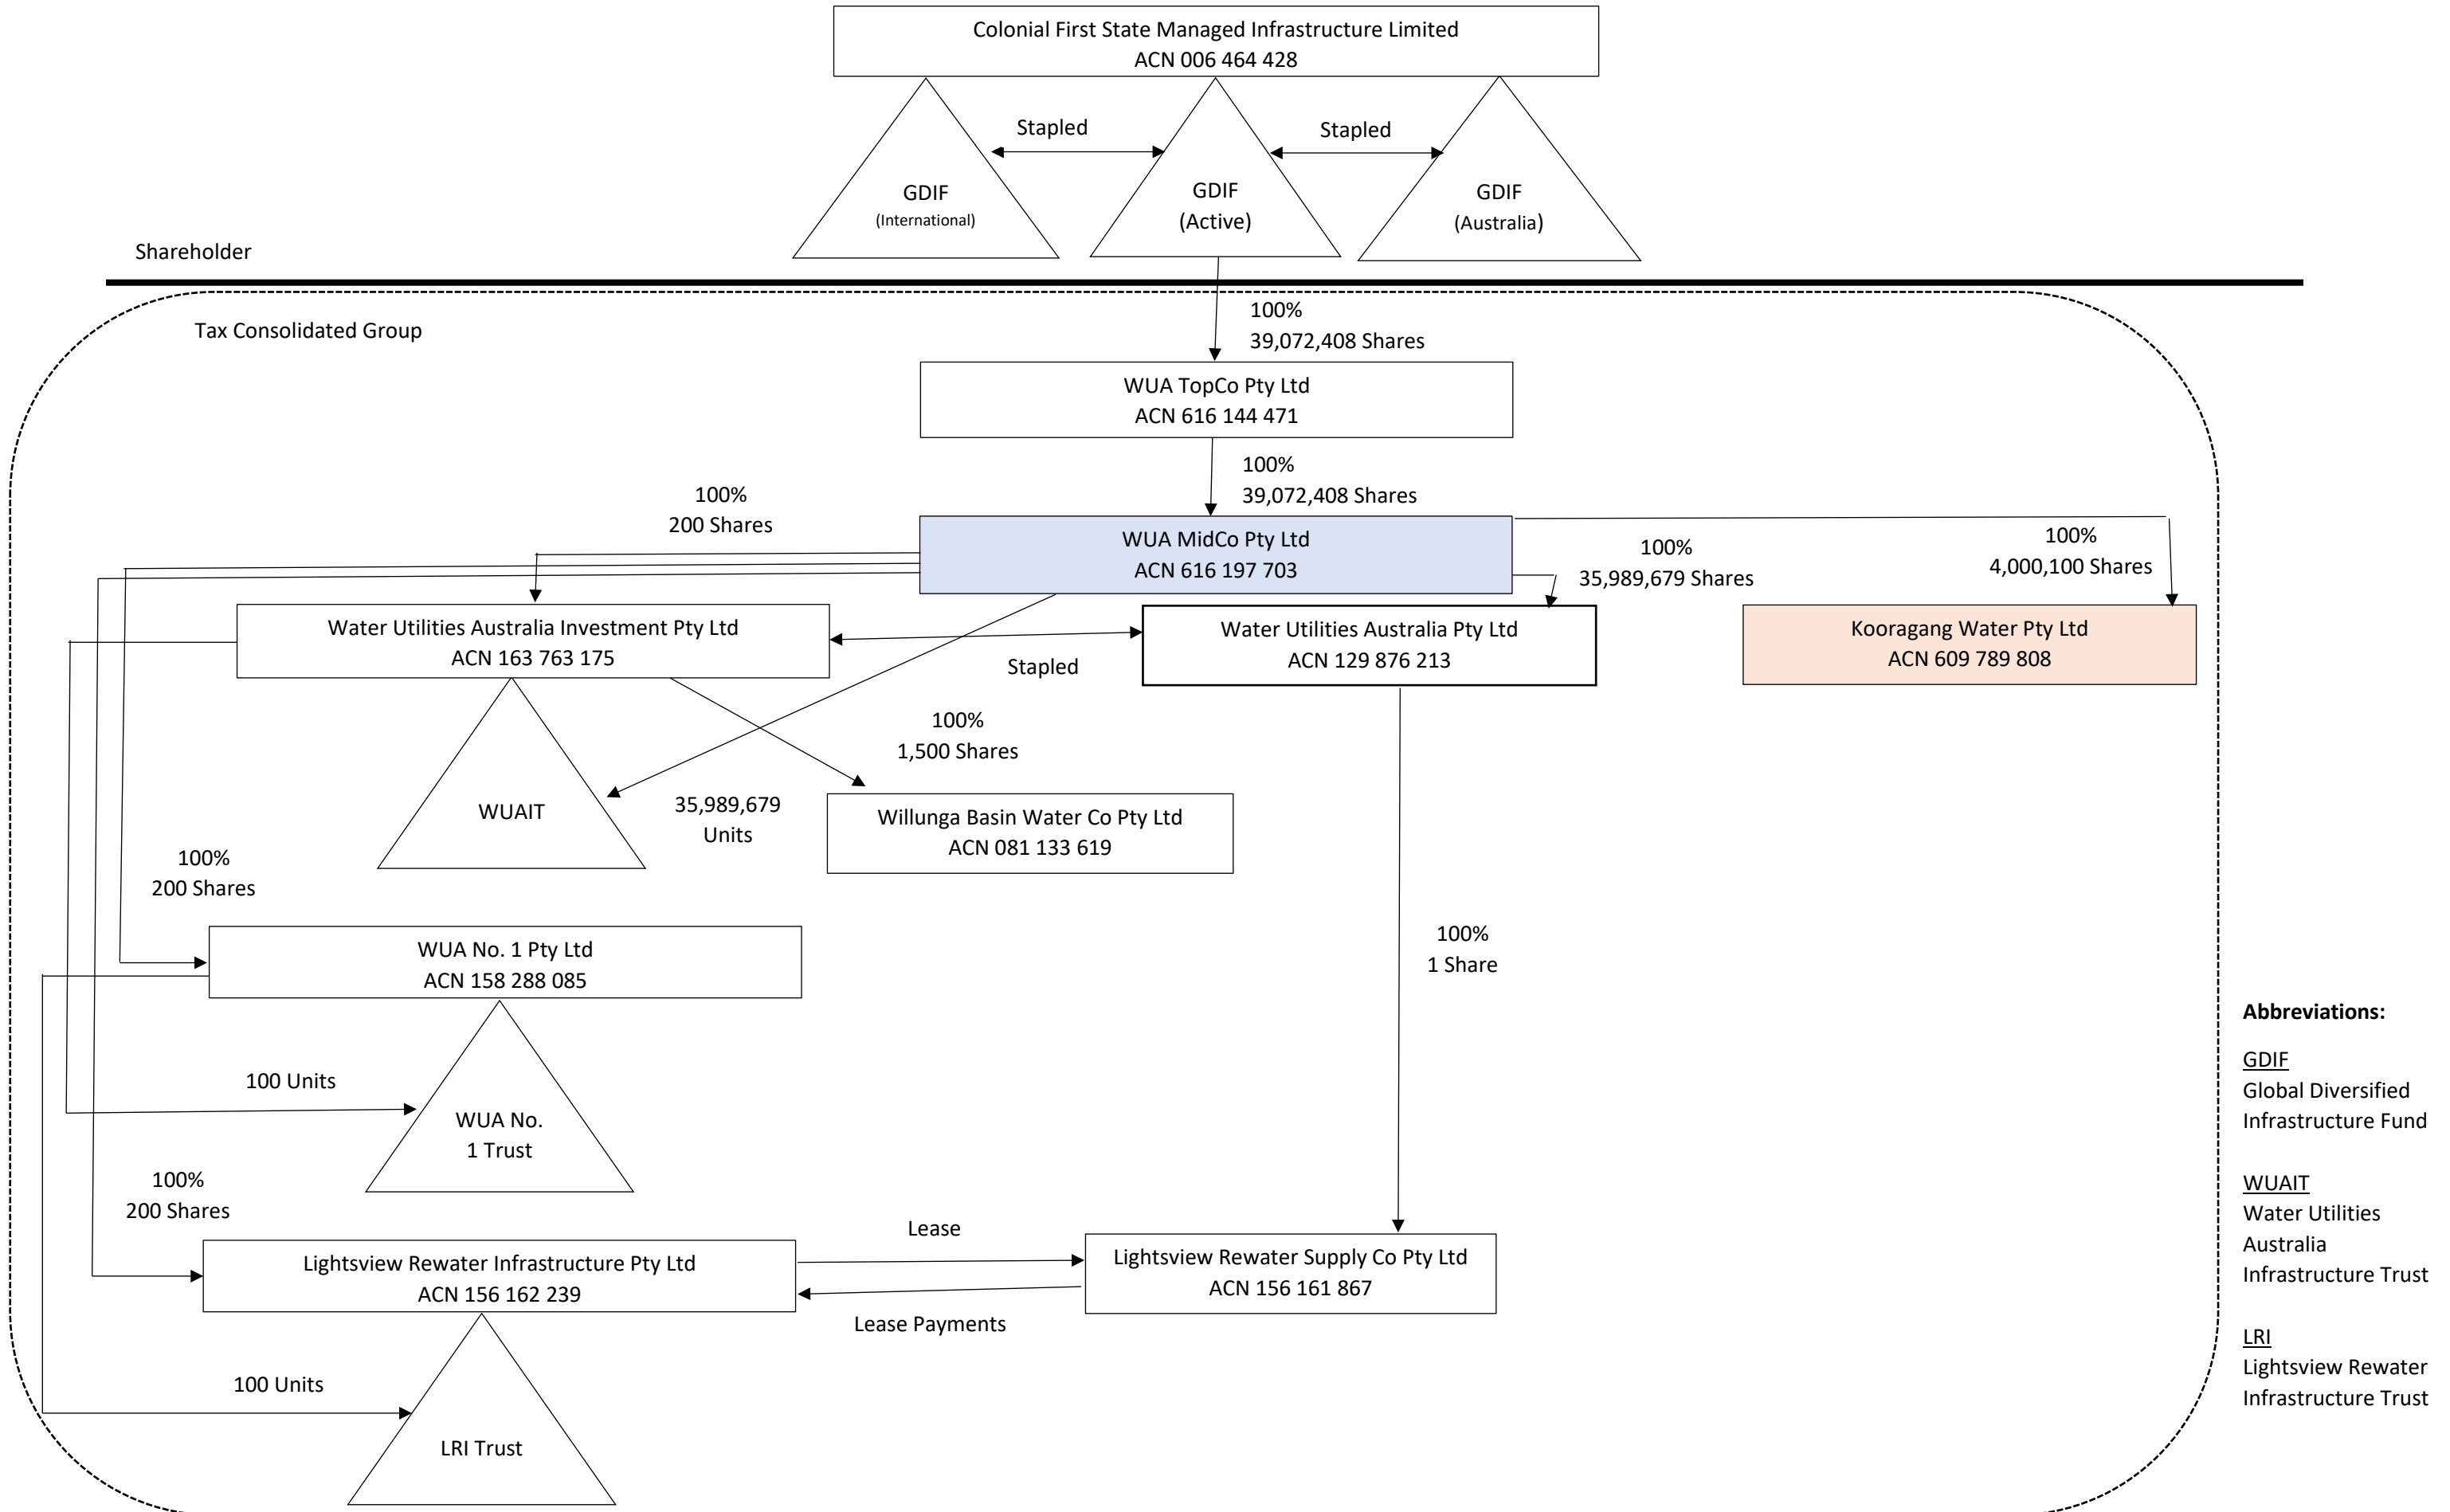 Colonial First State Managed Infrastructure Limited
ACN 006 464 428
Stapled
Stapled
GDIF
(International)
GDIF
(Active)
GDIF
(Australia)
Shareholder
Tax Consolidated Group
100%
39,072,408 Shares
WUA TopCo Pty Ltd
ACN 616 144 471
100%
39,072,408 Shares
100%
200 Shares
WUA MidCo Pty Ltd
ACN 616 197 703
100%
35,989,679 Shares
100%
4,000,100 Shares
Water Utilities Australia Investment Pty Ltd
ACN 163 763 175
Stapled
Water Utilities Australia Pty Ltd
ACN 129 876 213
Kooragang Water Pty Ltd
ACN 609 789 808
100%
1,500 Shares
WUAIT
35,989,679
Units
Willunga Basin Water Co Pty Ltd
ACN 081 133 619
100%
200 Shares
WUA No. 1 Pty Ltd
ACN 158 288 085
100%
1 Share
100 Units
WUA No.
1 Trust
100%
200 Shares
Lightsview Rewater Infrastructure Pty Ltd
ACN 156 162 239
Lease
Lease Payments
Lightsview Rewater Supply Co Pty Ltd
ACN 156 161 867
100 Units
LRI Trust
Abbreviations:
GDIF
Global Diversified
Infrastructure Fund
WUAIT
Water Utilities
Australia
Infrastructure Trust
LRI
Lightsview Rewater
Infrastructure Trust